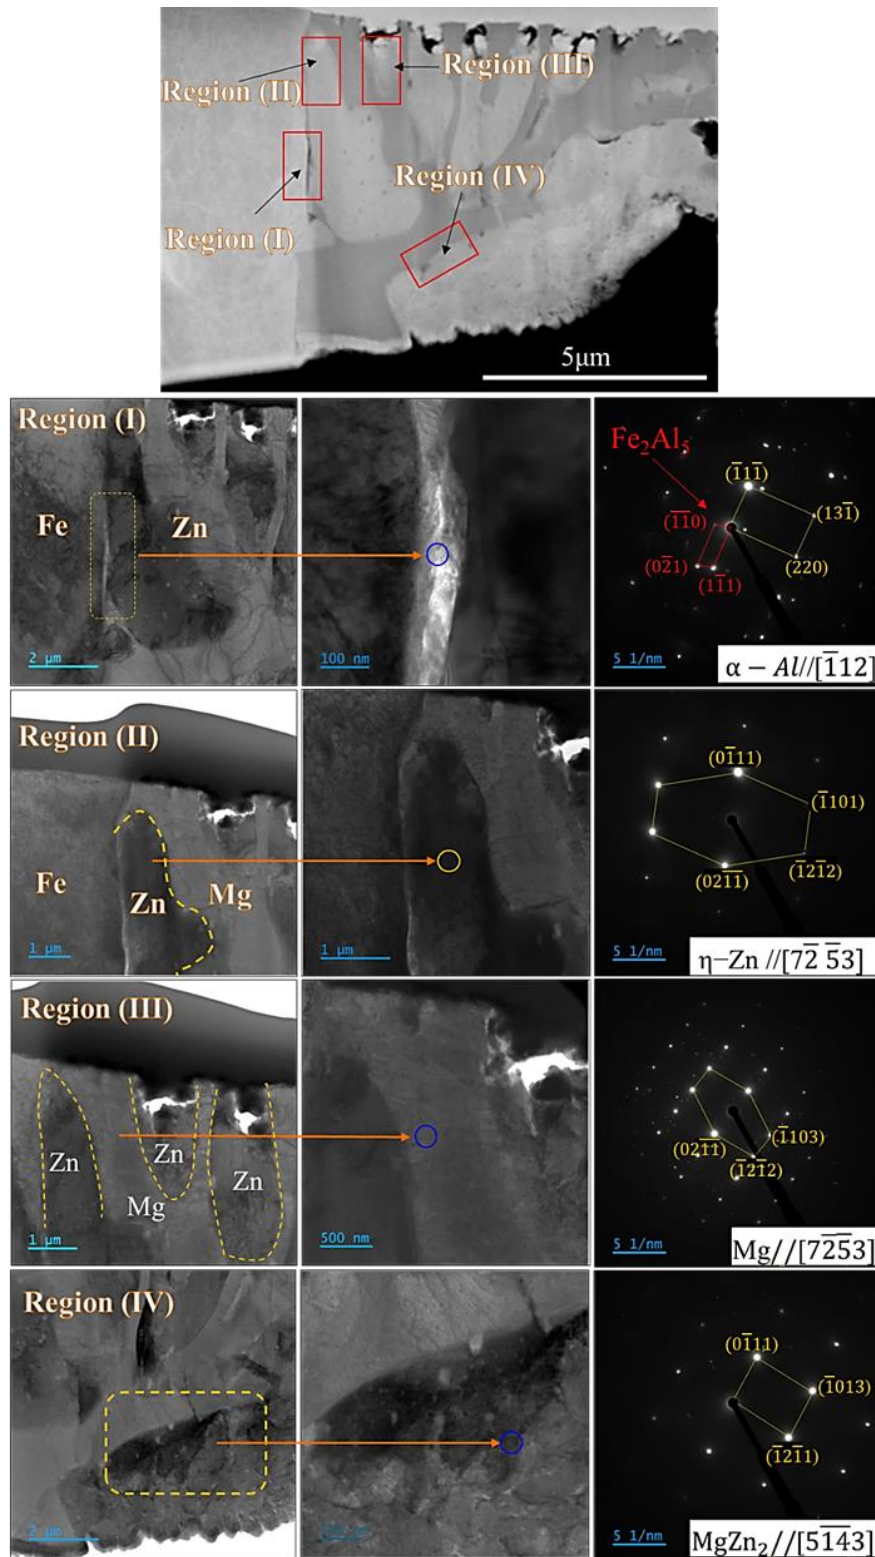 Region (II)
Region (III)
Region (IV)
Region (I)
5μm
Region (I)
Fe
Zn
2 μm
100 nm
Fe₂Al₅
(1̅11̅)
(1̅1̅0)
(131̅)
(02̅1)
(11̅1)
(220)
5 1/nm
α − Al//[1̅12]
Region (II)
Fe
Zn
Mg
1 μm
1 μm
(01̅11)
(1̅101)
(021̅1̅)
(1̅21̅2)
5 1/nm
η−Zn //[72̅ 5̅3]
Region (III)
Zn
Zn
Zn
Mg
1 μm
500 nm
(021̅1̅)
(1̅103)
(1̅21̅2)
5 1/nm
Mg//[72̅5̅3]
Region (IV)
2 μm
(01̅11)
(1̅013)
(1̅21̅1)
5 1/nm
MgZn₂//[51̅4̅3]